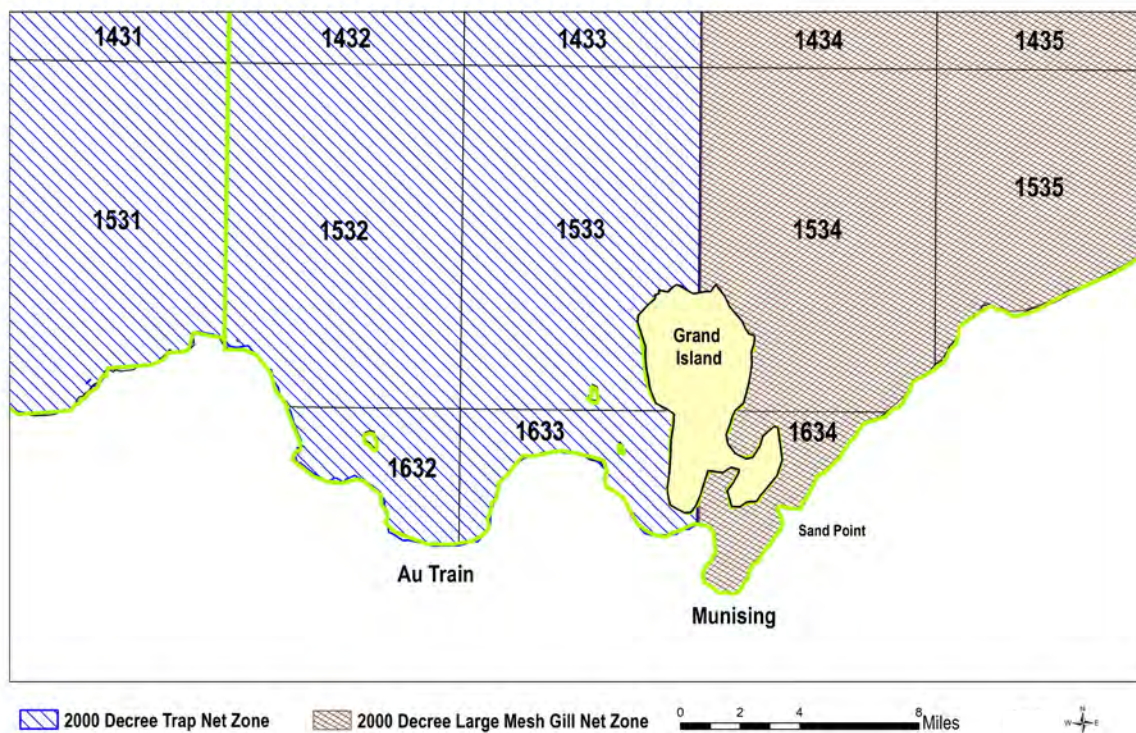 1431 1432 1433 1434 1435
1531 1532 1533 1534 1535
Grand
Island
1632 1633 1634
Sand Point
Au Train
Munising
2000 Decree Trap Net Zone
2000 Decree Large Mesh Gill Net Zone
0 2 4 8 Miles
N
W E
S